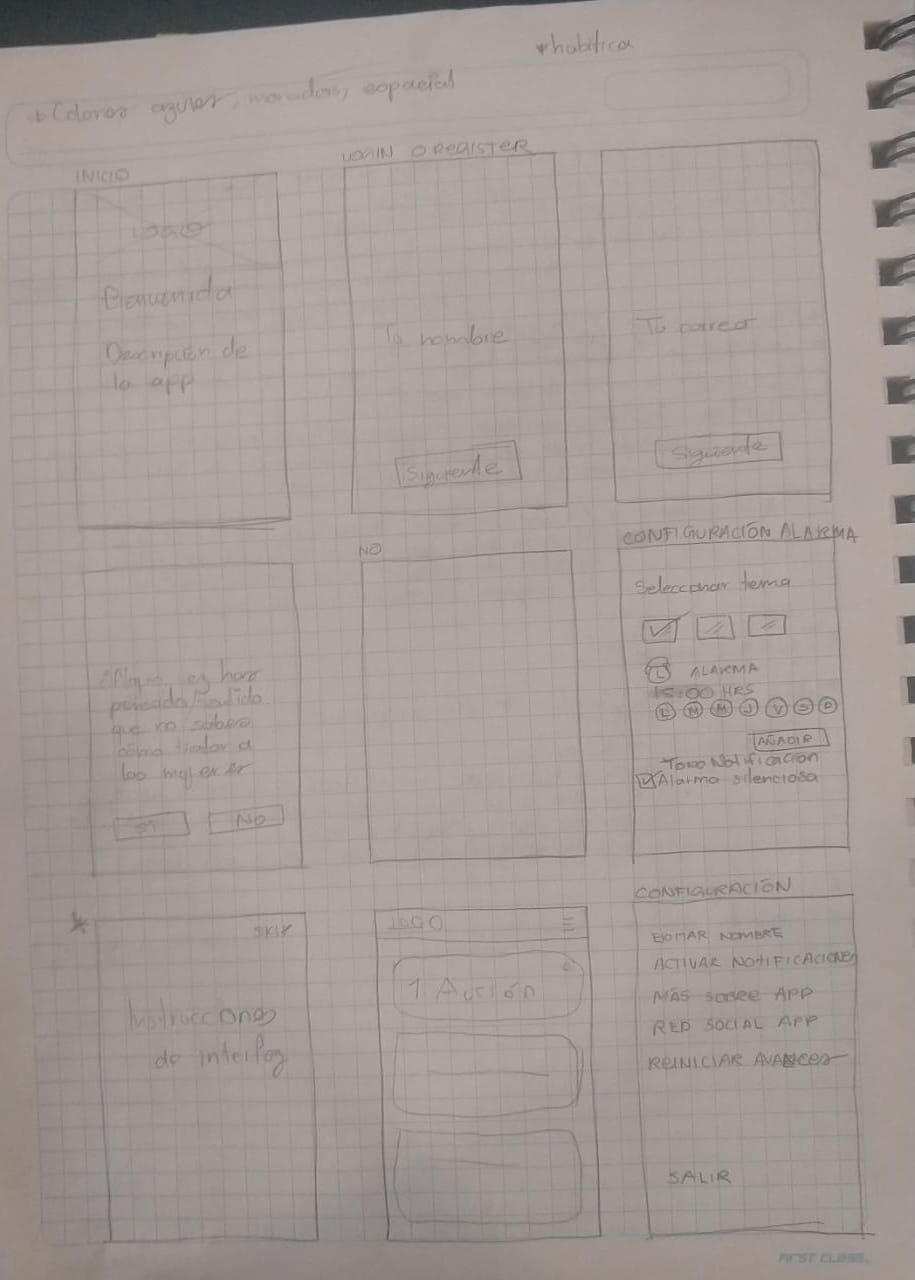 habitica
Colores azules, morados, espacial
INICIO
LOGO
Bienvenida
Descripción de
la app
LOGIN O REGISTER
Tu nombre
Siguiente
Tu correo
Siguiente
has
pensado/sentido
que no sabes
cómo tratar a
las mujeres
SI
NO
NO
CONFIGURACIÓN ALARMA
Seleccionar tema
ALARMA
15:00 HRS
L M M J V S D
AÑADIR
Tono Notificación
Alarma silenciosa
SKIP
Instrucciones
de interfaz
LOGO
1 Acción
CONFIGURACIÓN
EDITAR NOMBRE
ACTIVAR NOTIFICACIONES
MÁS SOBRE APP
RED SOCIAL APP
REINICIAR AVANCES
SALIR
FIRST CLASS